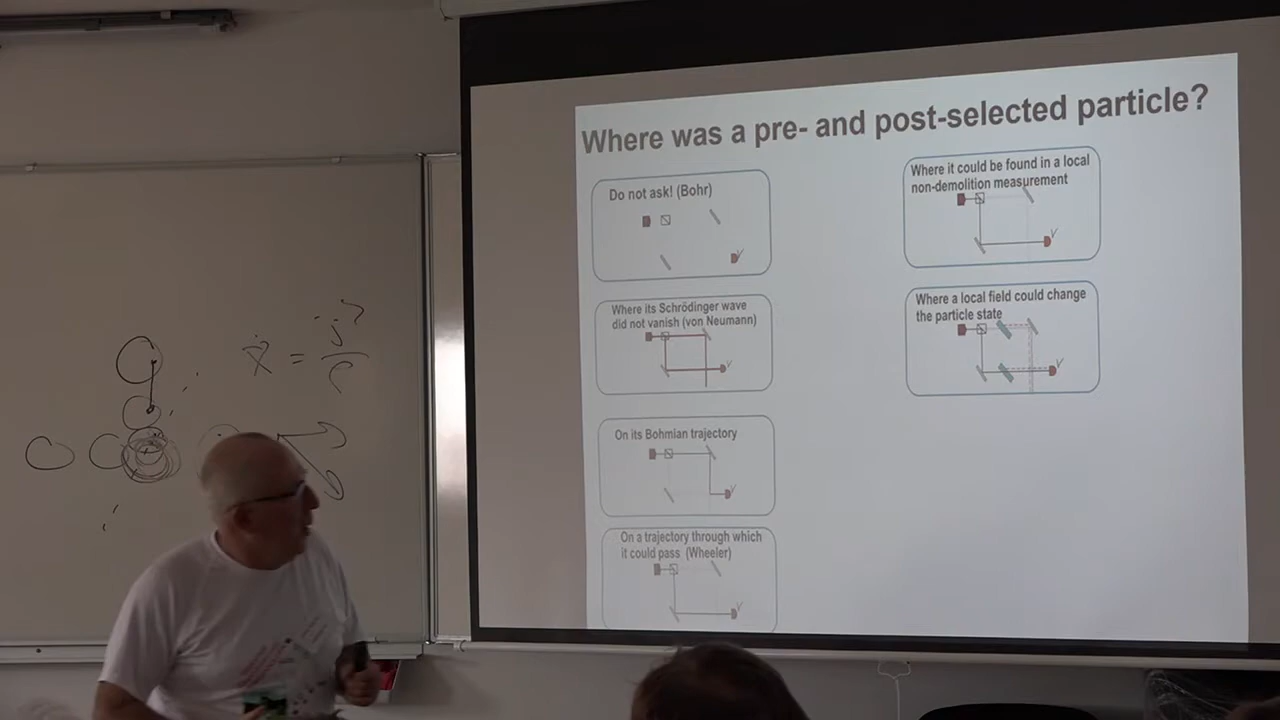 Where was a pre- and post-selected particle?
Do not ask! (Bohr)
Where its Schrödinger wave
did not vanish (von Neumann)
On its Bohmian trajectory
On a trajectory through which
it could pass (Wheeler)
Where it could be found in a local
non-demolition measurement
Where a local field could change
the particle state